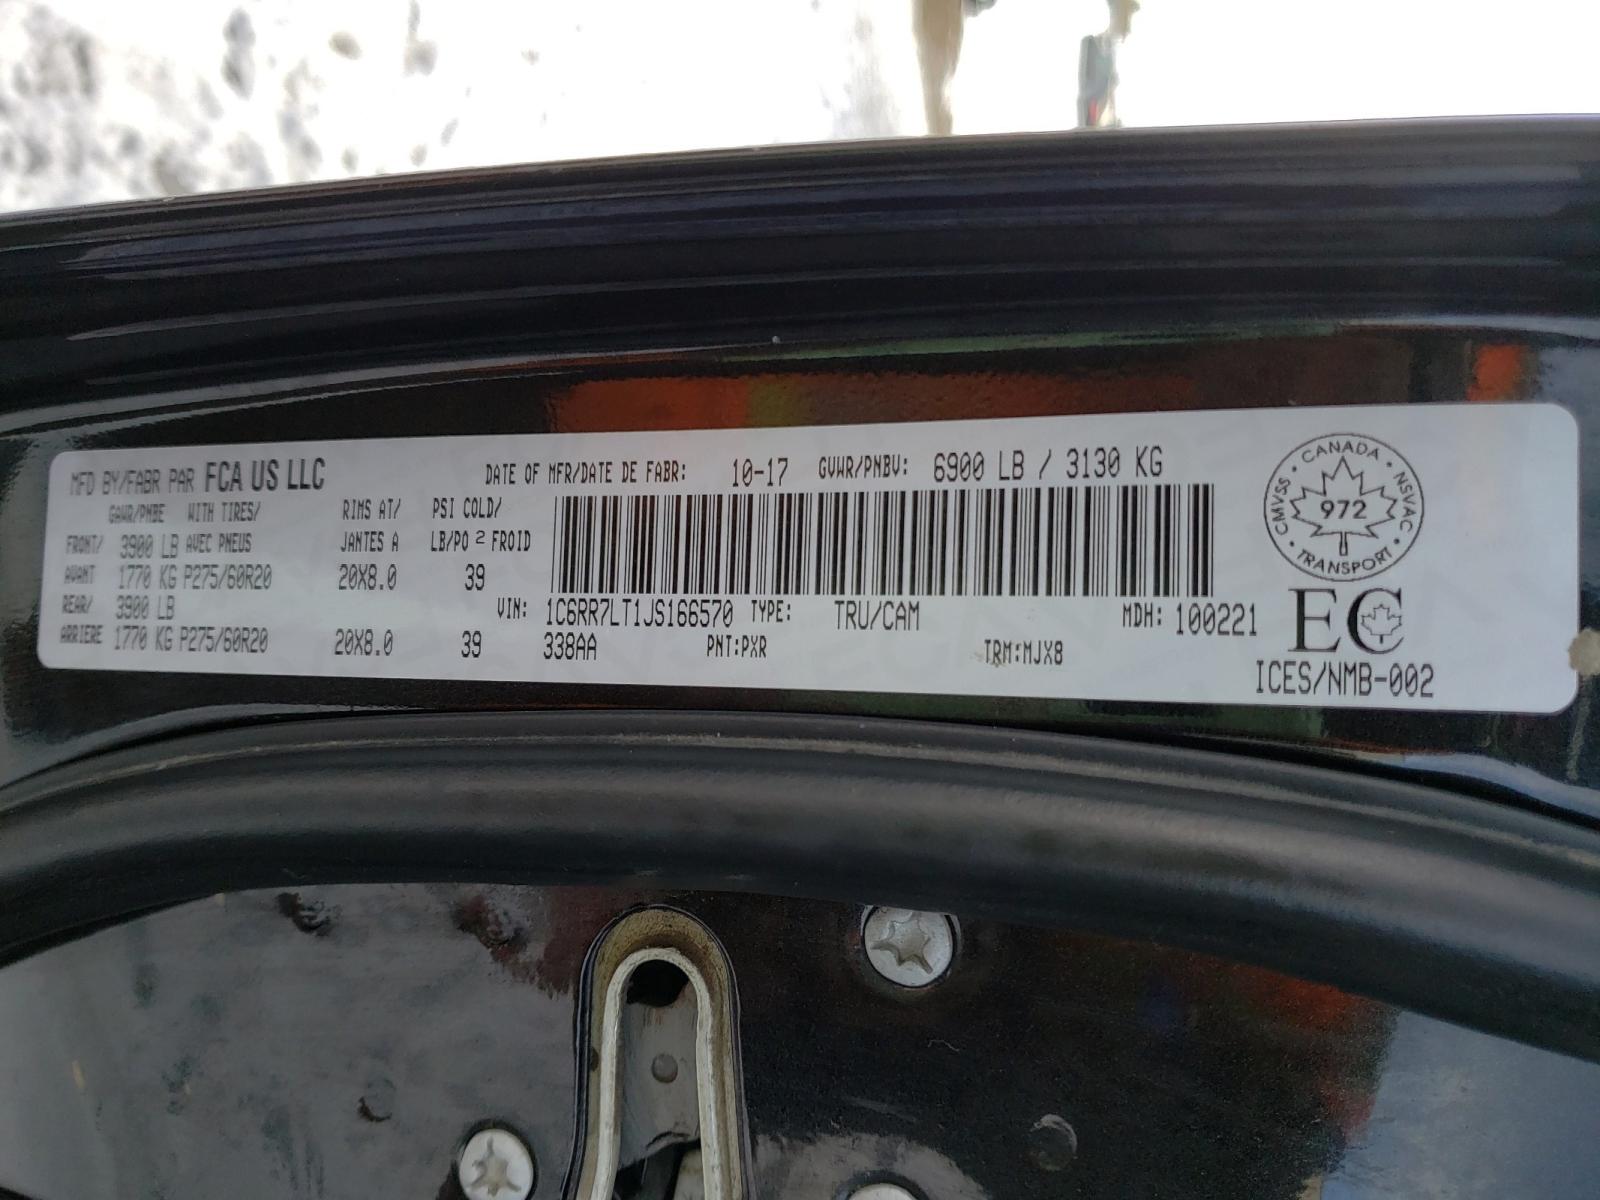 MFD BY/FABR PAR FCA US LLC DATE OF MFR/DATE DE FABR: 10-17 GVWR/PNBV: 6900 LB / 3130 KG
GAWR/PNBE WITH TIRES/ RIMS AT/ PSI COLD/
FRONT/ 3900 LB AVEC PNEUS JANTES A LB/PO 2 FROID
AVANT 1770 KG P275/60R20 20X8.0 39
REAR/ 3900 LB VIN: 1C6RR7LT1JS166570 TYPE: TRU/CAM MDH: 100221
ARRIERE 1770 KG P275/60R20 20X8.0 39 338AA PNT:PXR TRM:MJX8
CANADA
CMVSS 972 NSVAC
TRANSPORT
EC
ICES/NMB-002